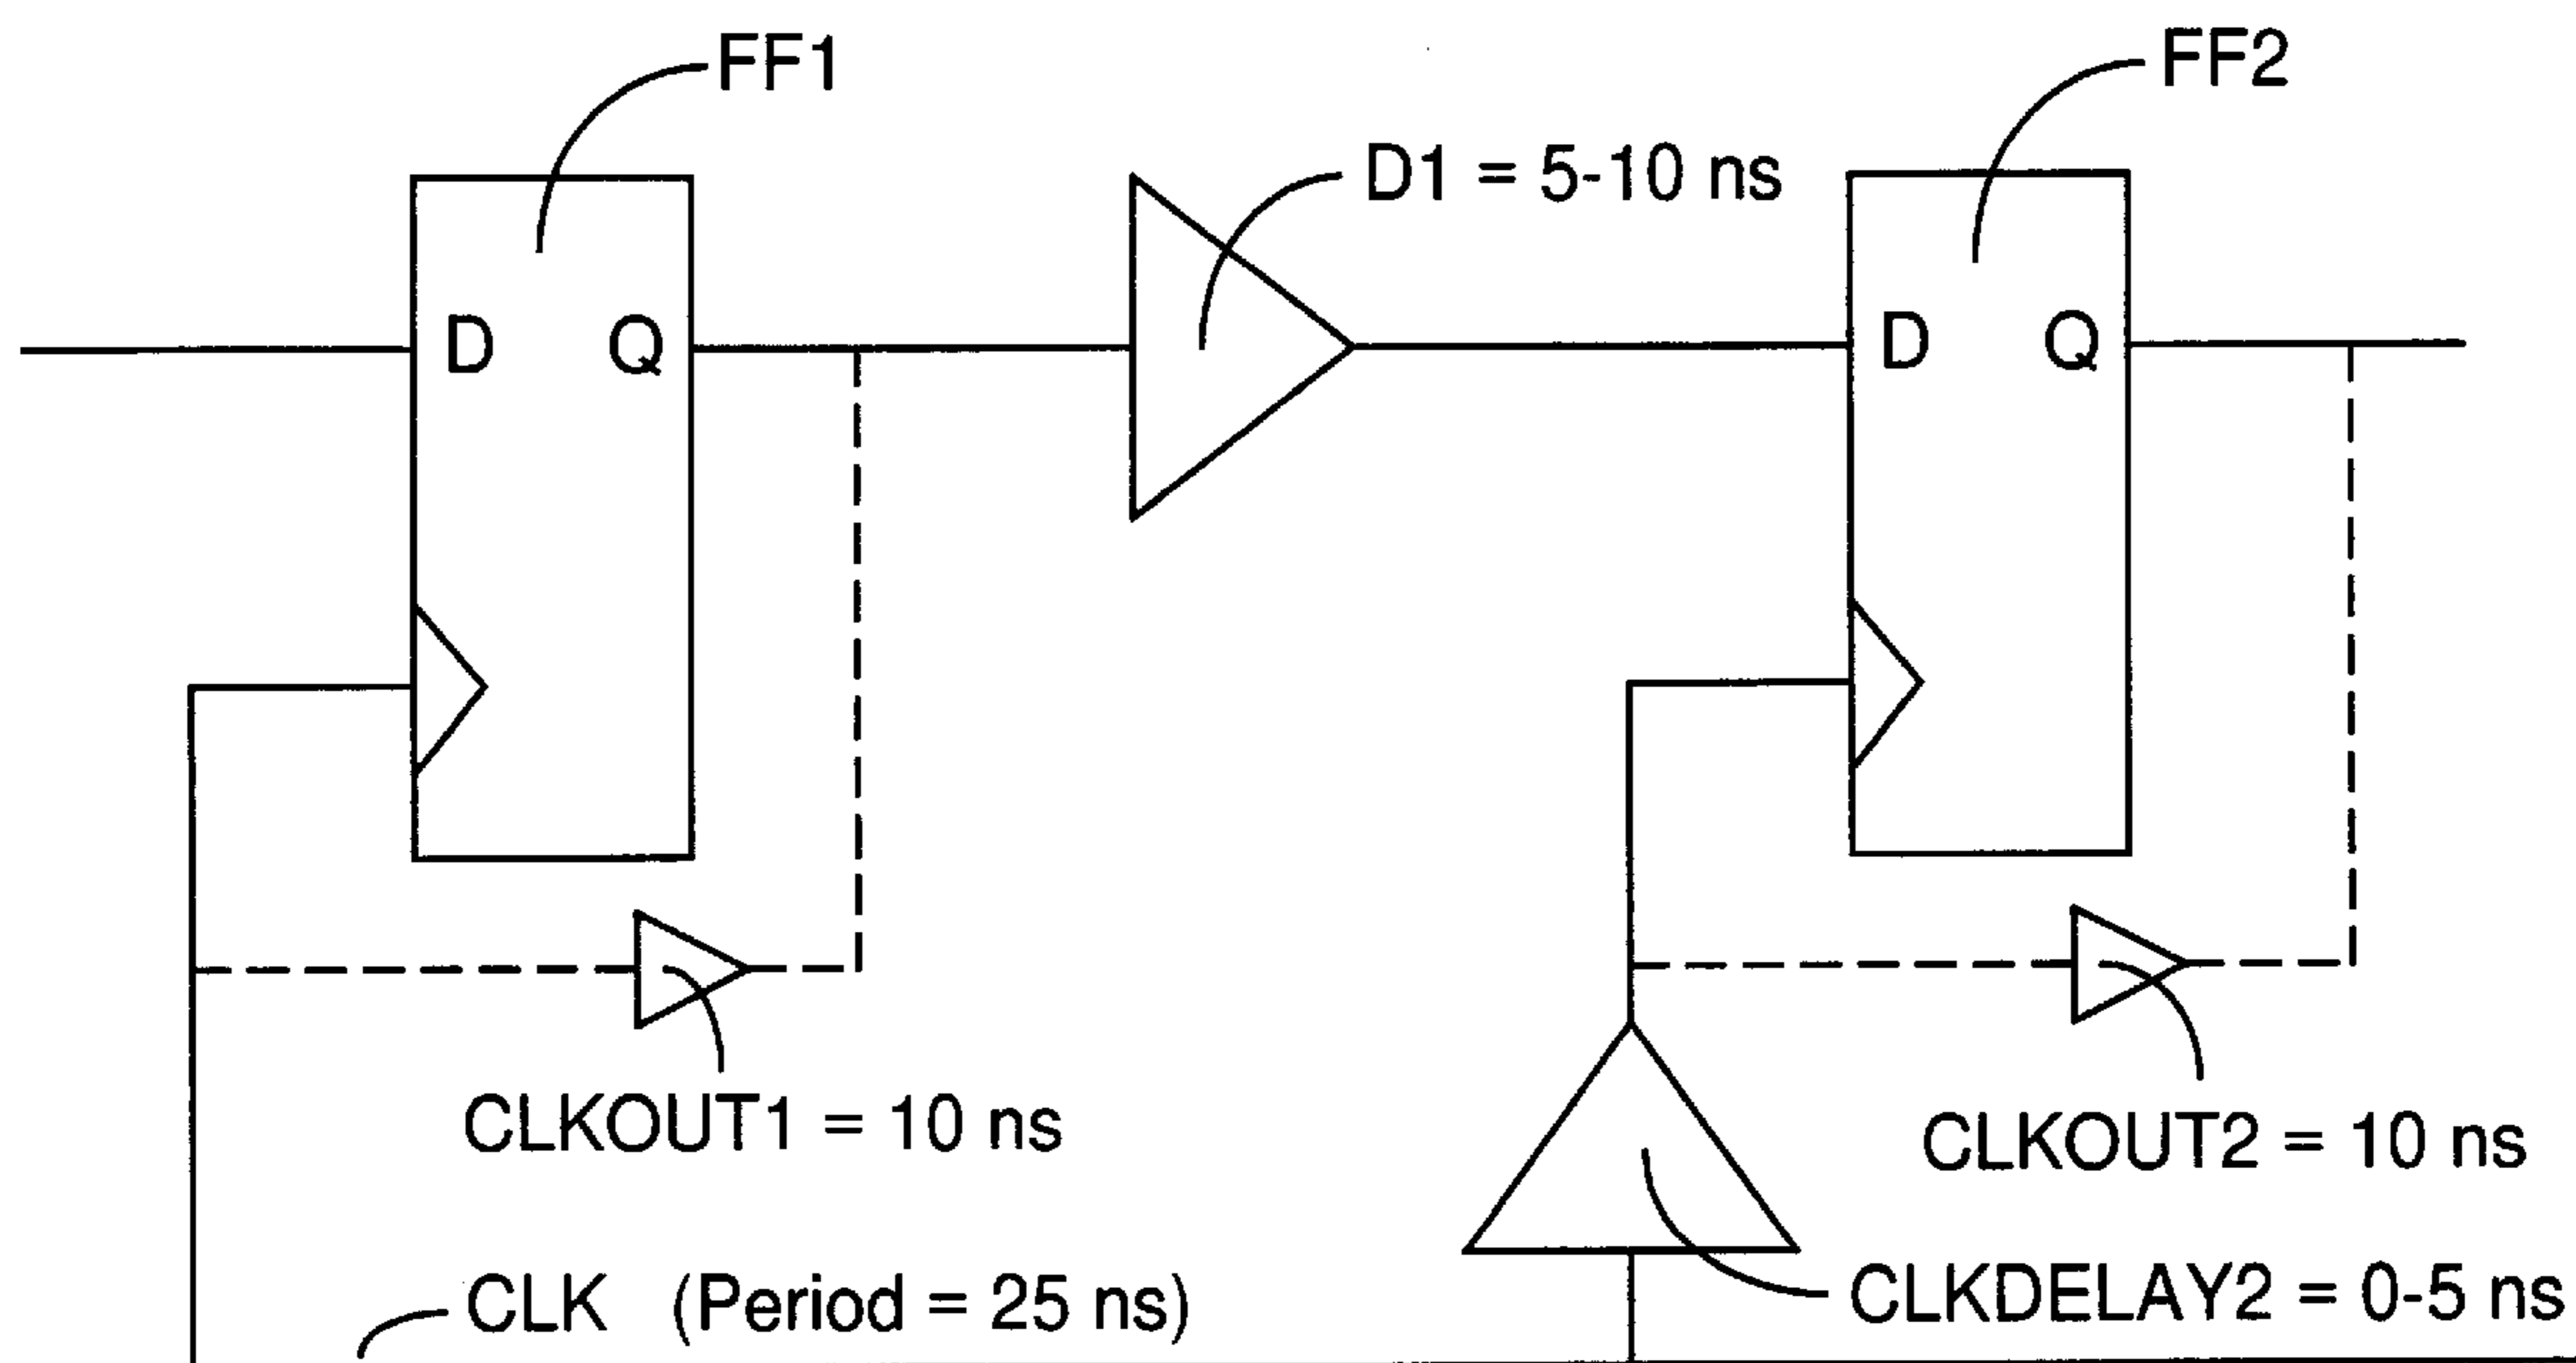 FF1
FF2
D1 = 5-10 ns
D Q
D Q
CLKOUT1 = 10 ns
CLKOUT2 = 10 ns
CLK (Period = 25 ns)
CLKDELAY2 = 0-5 ns